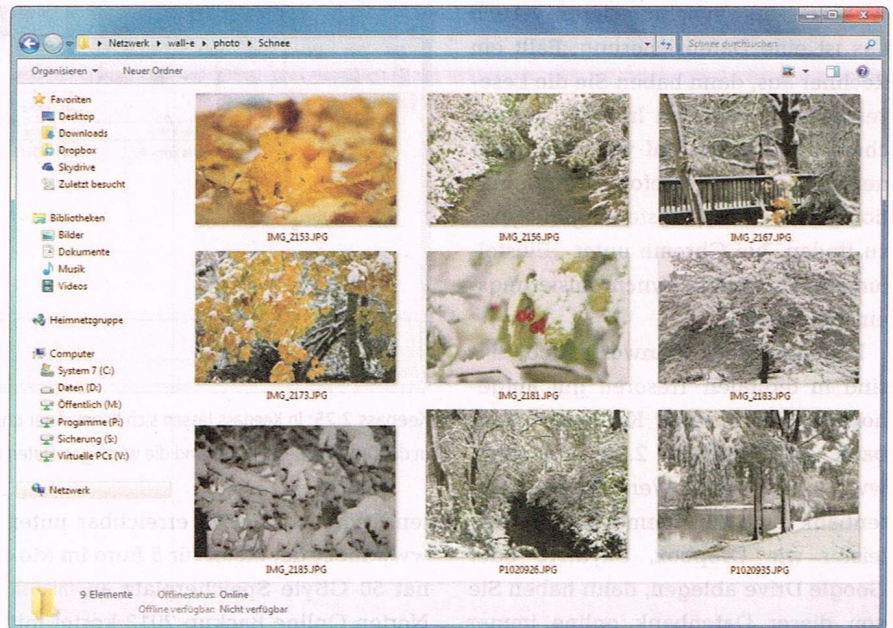 Netzwerk ▸ wall-e ▸ photo ▸ Schnee
Schnee durchsuchen
Organisieren
Neuer Ordner
Favoriten
Desktop
Downloads
Dropbox
Skydrive
Zuletzt besucht
Bibliotheken
Bilder
Dokumente
Musik
Videos
Heimnetzgruppe
Computer
System 7 (C:)
Daten (D:)
Öffentlich (M:)
Progamme (P:)
Sicherung (S:)
Virtuelle PCs (V:)
Netzwerk
IMG_2153.JPG
IMG_2156.JPG
IMG_2167.JPG
IMG_2173.JPG
IMG_2181.JPG
IMG_2183.JPG
IMG_2185.JPG
P1020926.JPG
P1020935.JPG
9 Elemente
Offlinestatus: Online
Offline verfügbar: Nicht verfügbar